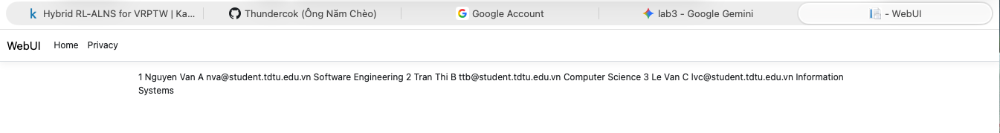 Hybrid RL-ALNS for VRPTW | Ka...
Thundercok (Ông Năm Chèo)
Google Account
lab3 - Google Gemini
- WebUI
WebUI Home Privacy
1 Nguyen Van A nva@student.tdtu.edu.vn Software Engineering 2 Tran Thi B ttb@student.tdtu.edu.vn Computer Science 3 Le Van C lvc@student.tdtu.edu.vn Information
Systems